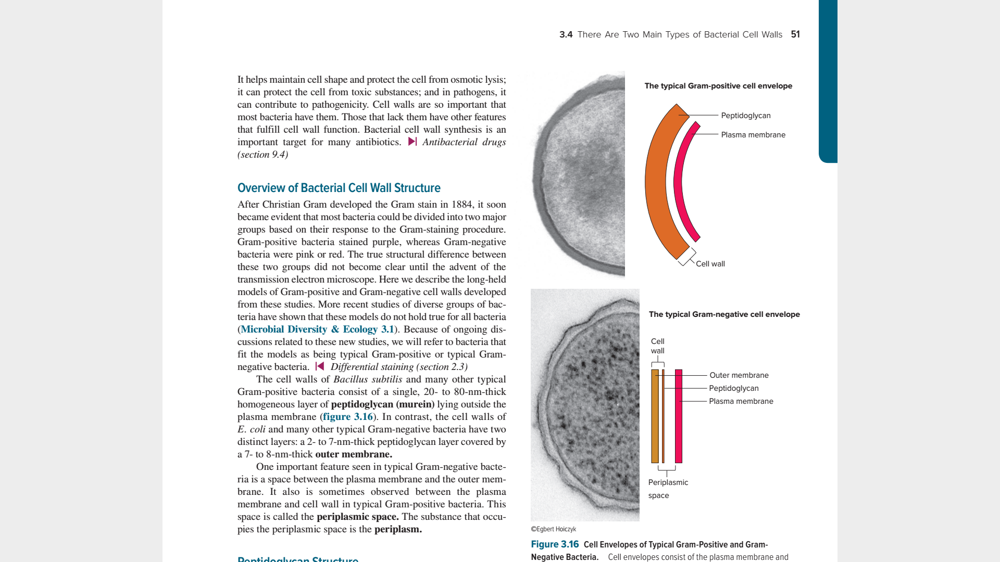 3.4 There Are Two Main Types of Bacterial Cell Walls 51
It helps maintain cell shape and protect the cell from osmotic lysis;
it can protect the cell from toxic substances; and in pathogens, it
can contribute to pathogenicity. Cell walls are so important that
most bacteria have them. Those that lack them have other features
that fulfill cell wall function. Bacterial cell wall synthesis is an
important target for many antibiotics. Antibacterial drugs
(section 9.4)
Overview of Bacterial Cell Wall Structure
After Christian Gram developed the Gram stain in 1884, it soon
became evident that most bacteria could be divided into two major
groups based on their response to the Gram-staining procedure.
Gram-positive bacteria stained purple, whereas Gram-negative
bacteria were pink or red. The true structural difference between
these two groups did not become clear until the advent of the
transmission electron microscope. Here we describe the long-held
models of Gram-positive and Gram-negative cell walls developed
from these studies. More recent studies of diverse groups of bac-
teria have shown that these models do not hold true for all bacteria
(Microbial Diversity & Ecology 3.1). Because of ongoing dis-
cussions related to these new studies, we will refer to bacteria that
fit the models as being typical Gram-positive or typical Gram-
negative bacteria. Differential staining (section 2.3)
The cell walls of Bacillus subtilis and many other typical
Gram-positive bacteria consist of a single, 20- to 80-nm-thick
homogeneous layer of peptidoglycan (murein) lying outside the
plasma membrane (figure 3.16). In contrast, the cell walls of
E. coli and many other typical Gram-negative bacteria have two
distinct layers: a 2- to 7-nm-thick peptidoglycan layer covered by
a 7- to 8-nm-thick outer membrane.
One important feature seen in typical Gram-negative bacte-
ria is a space between the plasma membrane and the outer mem-
brane. It also is sometimes observed between the plasma
membrane and cell wall in typical Gram-positive bacteria. This
space is called the periplasmic space. The substance that occu-
pies the periplasmic space is the periplasm.
Peptidoglycan Structure
The typical Gram-positive cell envelope
Peptidoglycan
Plasma membrane
Cell wall
The typical Gram-negative cell envelope
Cell
wall
Outer membrane
Peptidoglycan
Plasma membrane
Periplasmic
space
©Egbert Hoiczyk
Figure 3.16 Cell Envelopes of Typical Gram-Positive and Gram-
Negative Bacteria. Cell envelopes consist of the plasma membrane and